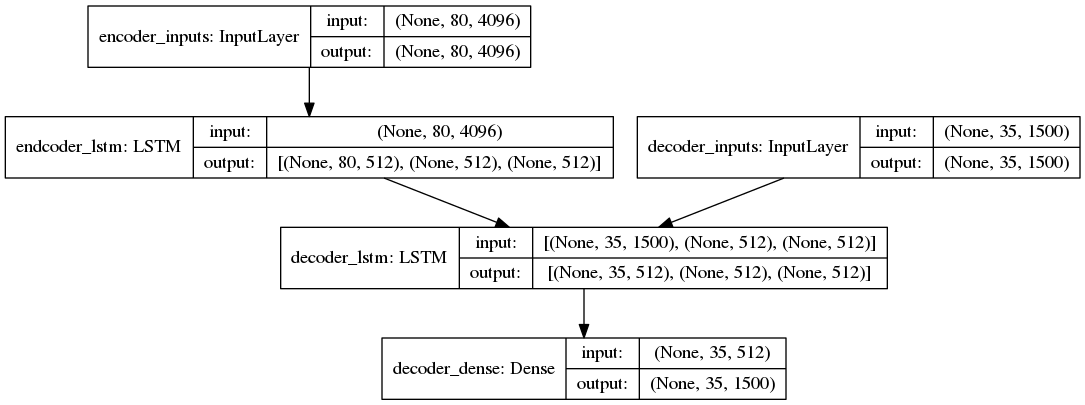 encoder_inputs: InputLayer
input: (None, 80, 4096)
output: (None, 80, 4096)
endcoder_lstm: LSTM
input: (None, 80, 4096)
output: [(None, 80, 512), (None, 512), (None, 512)]
decoder_inputs: InputLayer
input: (None, 35, 1500)
output: (None, 35, 1500)
decoder_lstm: LSTM
input: [(None, 35, 1500), (None, 512), (None, 512)]
output: [(None, 35, 512), (None, 512), (None, 512)]
decoder_dense: Dense
input: (None, 35, 512)
output: (None, 35, 1500)